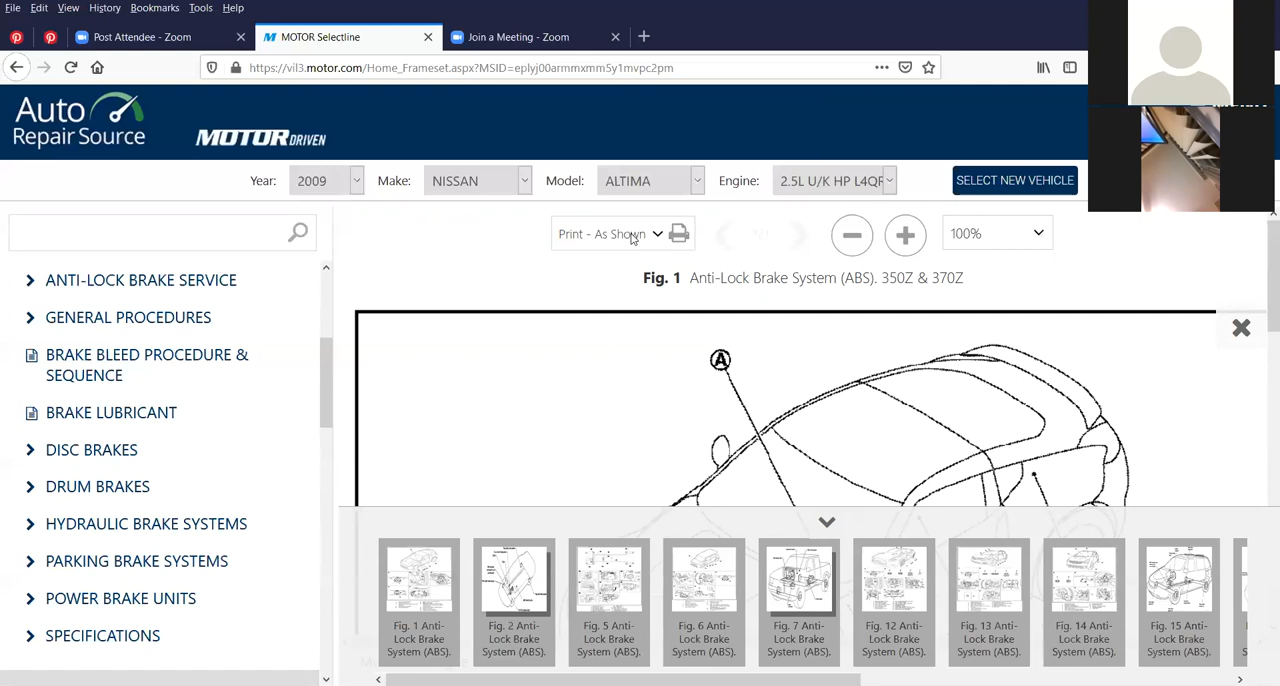 File Edit View History Bookmarks Tools Help
Post Attendee - Zoom
MOTOR Selectline
Join a Meeting - Zoom
https://vil3.motor.com/Home_Frameset.aspx?MSID=eplyj00armmxmm5y1mvpc2pm
Auto
Repair Source
MOTOR DRIVEN
Year: 2009 Make: NISSAN Model: ALTIMA Engine: 2.5L U/K HP L4QF
SELECT NEW VEHICLE
Print - As Shown
1/1
100%
Fig. 1 Anti-Lock Brake System (ABS). 350Z & 370Z
ANTI-LOCK BRAKE SERVICE
GENERAL PROCEDURES
BRAKE BLEED PROCEDURE &
SEQUENCE
BRAKE LUBRICANT
DISC BRAKES
DRUM BRAKES
HYDRAULIC BRAKE SYSTEMS
PARKING BRAKE SYSTEMS
POWER BRAKE UNITS
SPECIFICATIONS
A
Fig. 1 Anti-
Lock Brake
System (ABS).
Fig. 2 Anti-
Lock Brake
System (ABS).
Fig. 5 Anti-
Lock Brake
System (ABS).
Fig. 6 Anti-
Lock Brake
System (ABS).
Fig. 7 Anti-
Lock Brake
System (ABS).
Fig. 12 Anti-
Lock Brake
System (ABS).
Fig. 13 Anti-
Lock Brake
System (ABS).
Fig. 14 Anti-
Lock Brake
System (ABS).
Fig. 15 Anti-
Lock Brake
System (ABS).